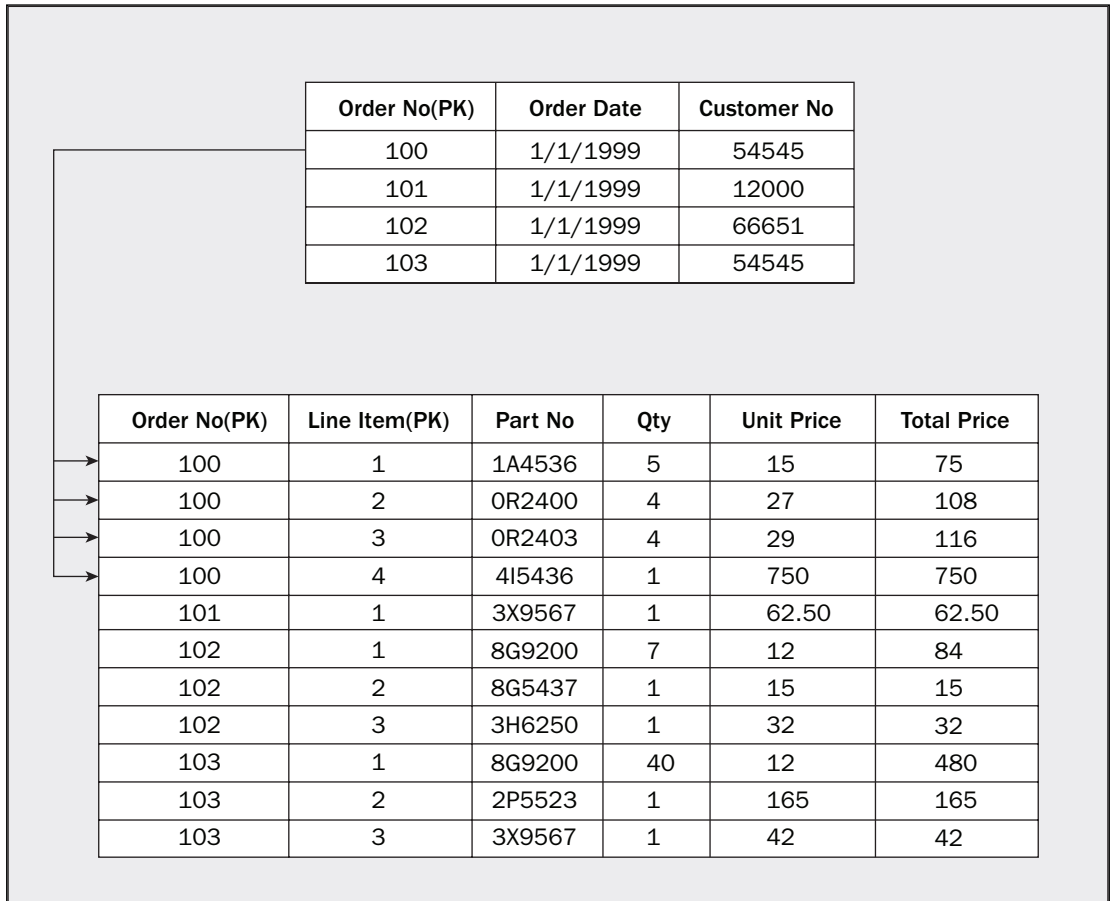 Order No(PK) Order Date Customer No
100 1/1/1999 54545
101 1/1/1999 12000
102 1/1/1999 66651
103 1/1/1999 54545
Order No(PK) Line Item(PK) Part No Qty Unit Price Total Price
100 1 1A4536 5 15 75
100 2 0R2400 4 27 108
100 3 0R2403 4 29 116
100 4 4I5436 1 750 750
101 1 3X9567 1 62.50 62.50
102 1 8G9200 7 12 84
102 2 8G5437 1 15 15
102 3 3H6250 1 32 32
103 1 8G9200 40 12 480
103 2 2P5523 1 165 165
103 3 3X9567 1 42 42